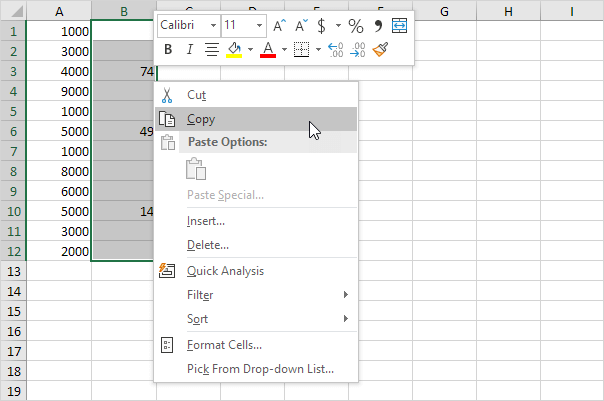 Calibri 11 A A $ % ,
B I A .00 .0
A B C D E F G H I
1 1000
2 3000
3 4000 74
4 9000
5 1000
6 5000 49
7 1000
8 8000
9 6000
10 5000 14
11 3000
12 2000
13
14
15
16
17
18
19
Cut
Copy
Paste Options:
Paste Special...
Insert...
Delete...
Quick Analysis
Filter
Sort
Format Cells...
Pick From Drop-down List...